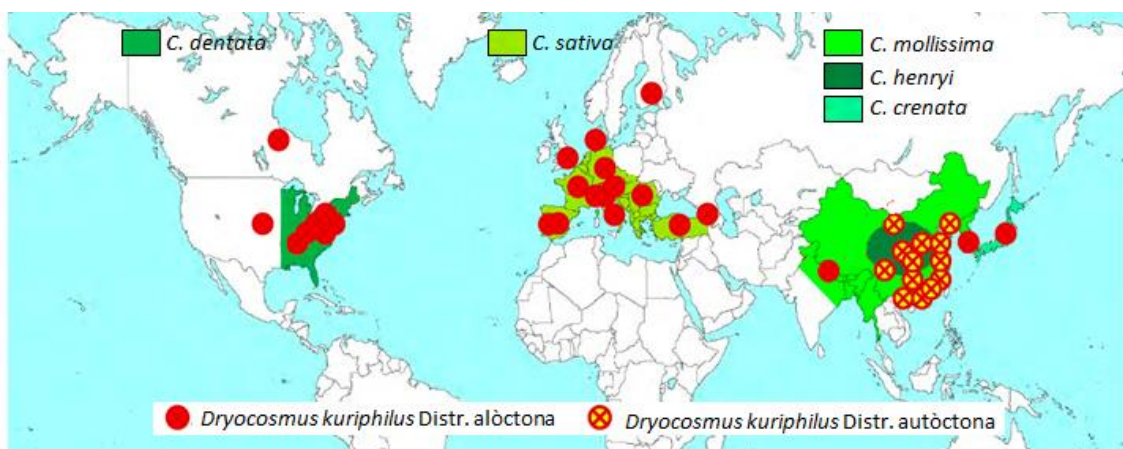 C. dentata
C. sativa
C. mollissima
C. henryi
C. crenata
Dryocosmus kuriphilus Distr. alòctona
Dryocosmus kuriphilus Distr. autòctona